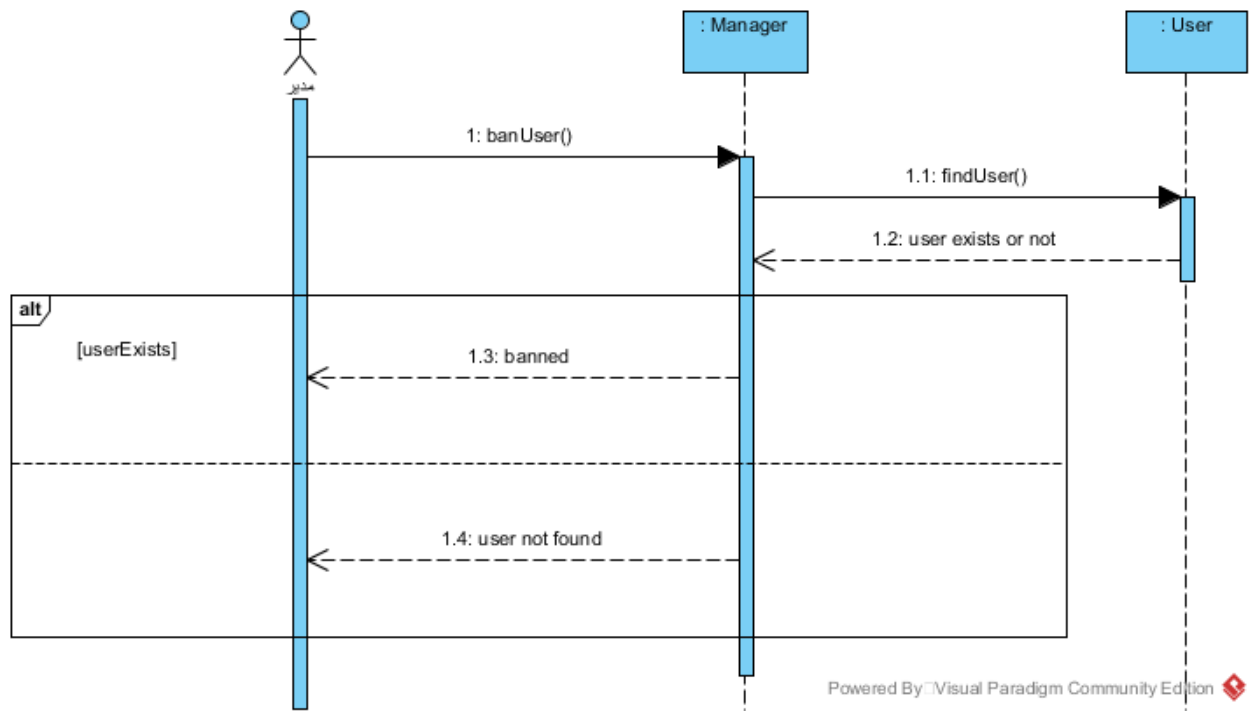 : Manager
: User
مدیر
1: banUser()
1.1: findUser()
1.2: user exists or not
alt
[userExists]
1.3: banned
1.4: user not found
Powered By Visual Paradigm Community Edition